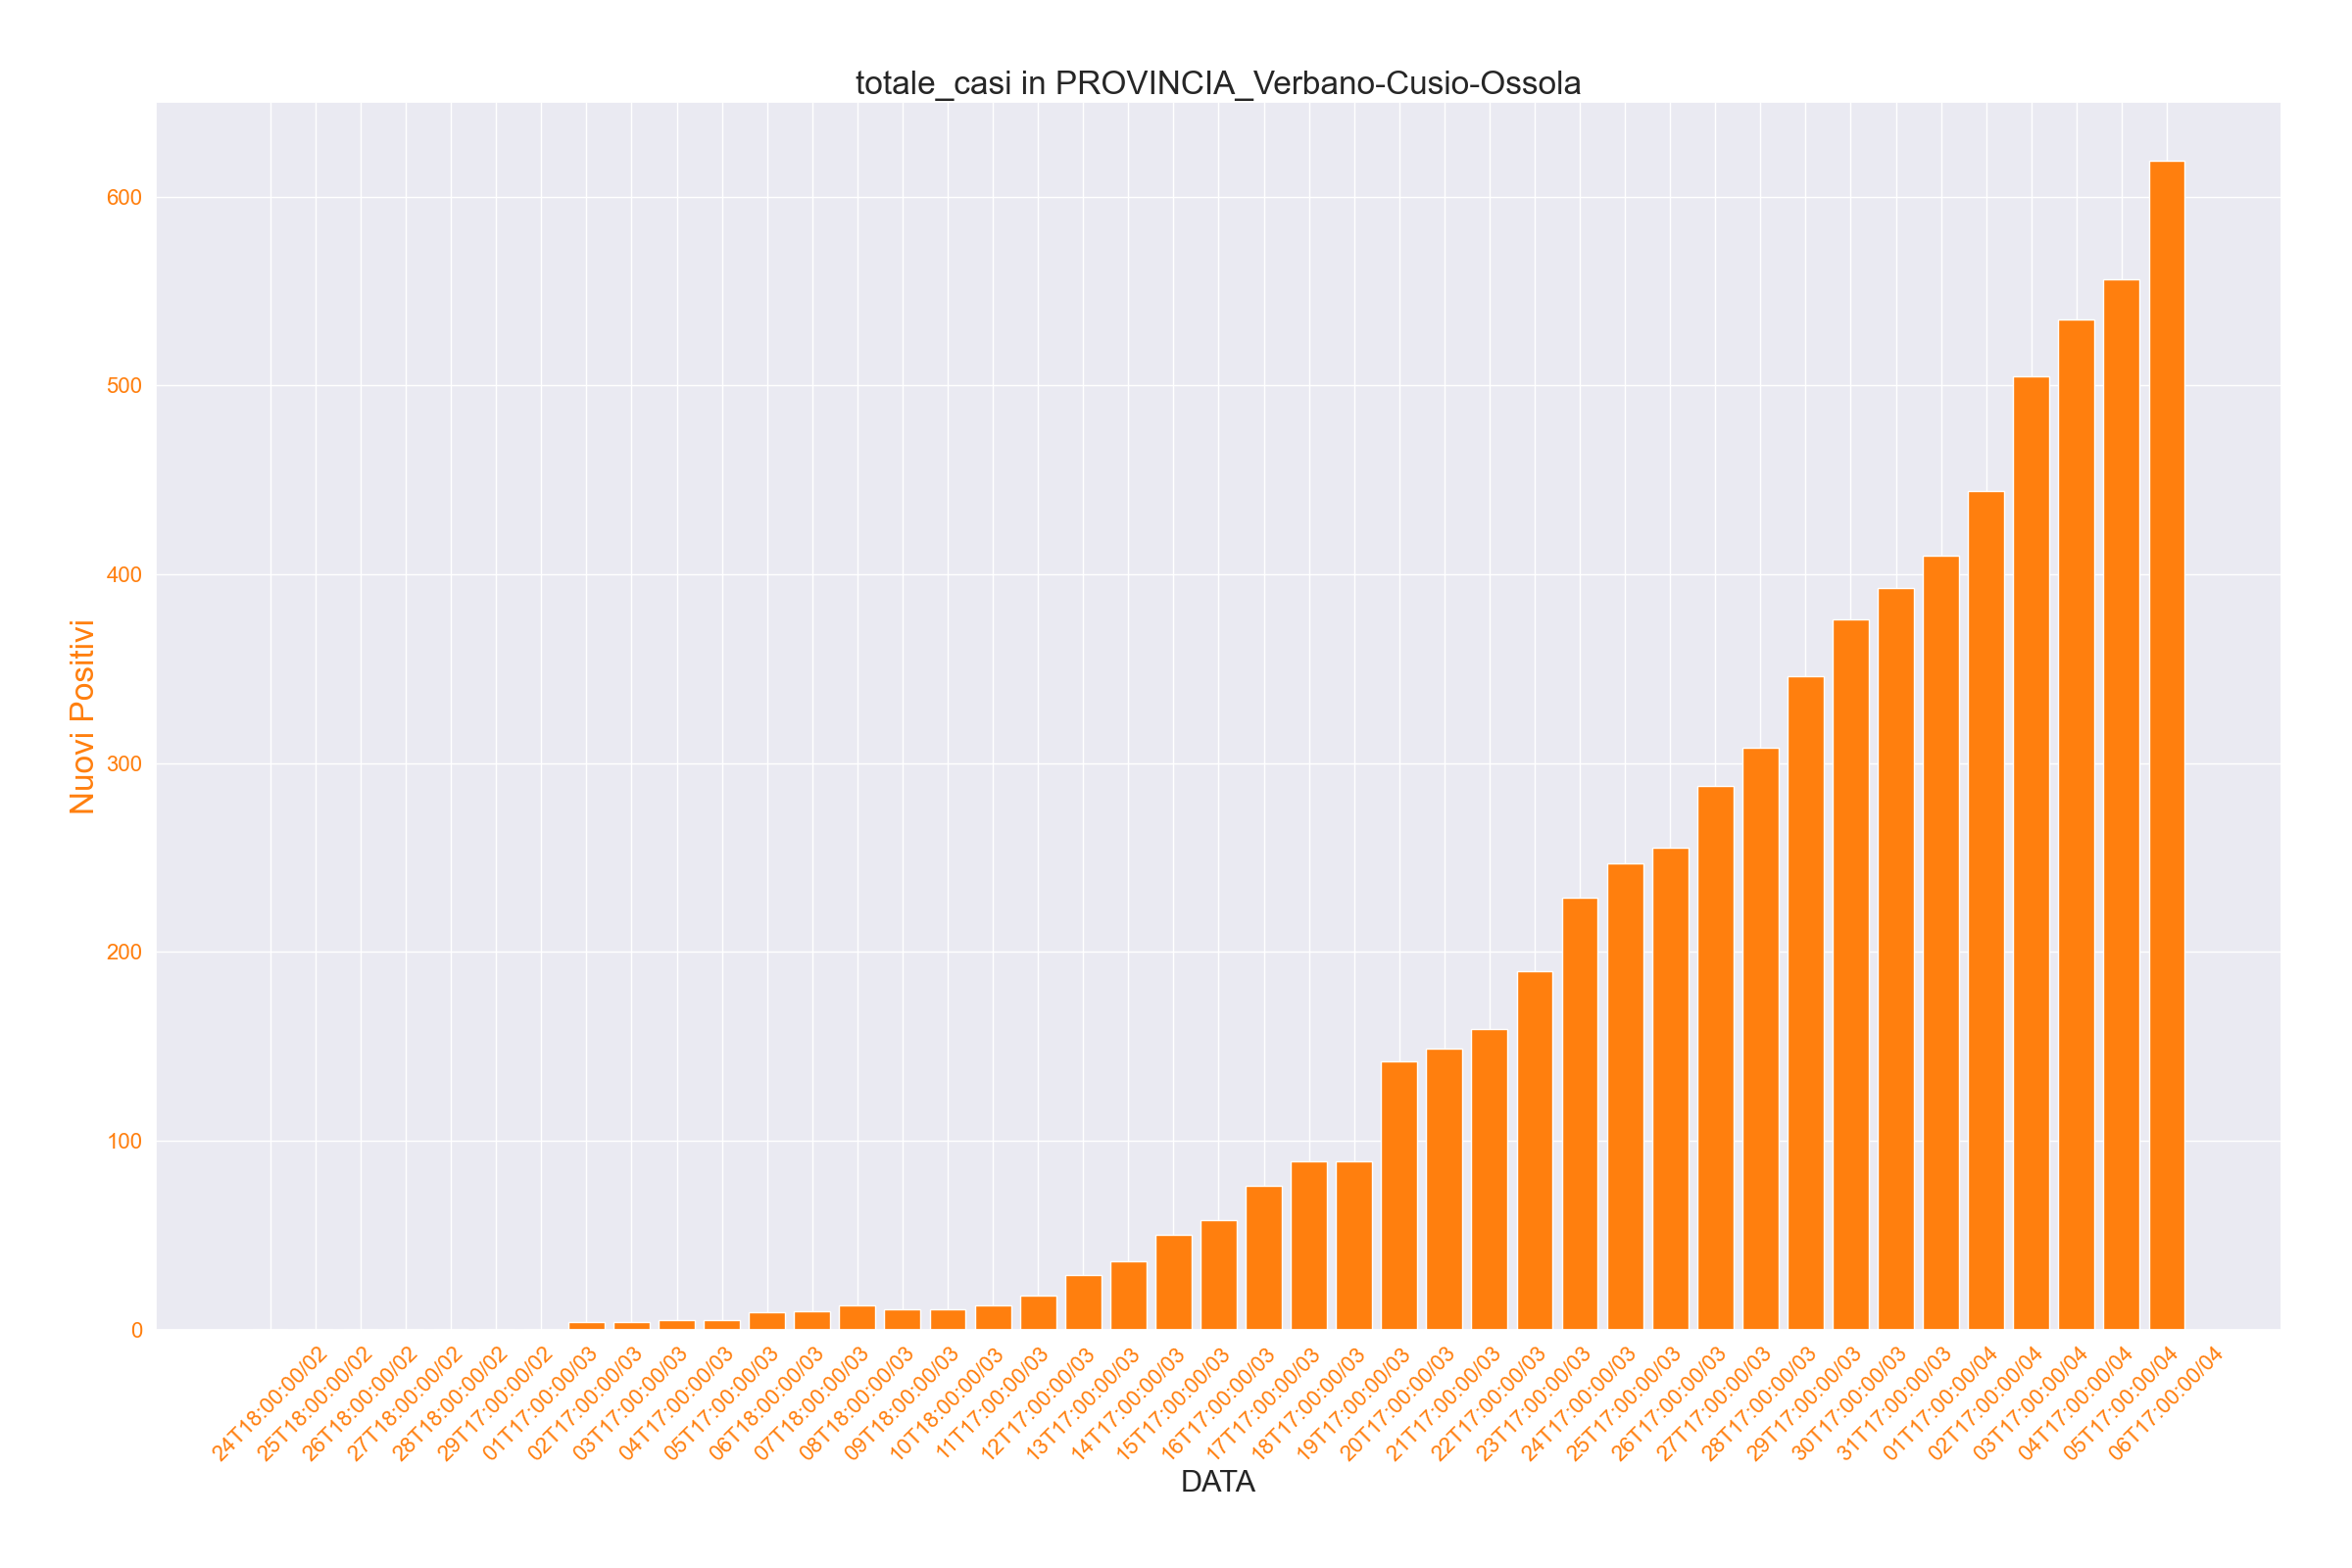 totale_casi in PROVINCIA_Verbano-Cusio-Ossola
Nuovi Positivi
600
500
400
300
200
100
0
24T18:00:00/02
25T18:00:00/02
26T18:00:00/02
27T18:00:00/02
28T18:00:00/02
29T17:00:00/02
01T17:00:00/03
02T17:00:00/03
03T17:00:00/03
04T17:00:00/03
05T17:00:00/03
06T18:00:00/03
07T18:00:00/03
08T18:00:00/03
09T18:00:00/03
10T18:00:00/03
11T17:00:00/03
12T17:00:00/03
13T17:00:00/03
14T17:00:00/03
15T17:00:00/03
16T17:00:00/03
17T17:00:00/03
18T17:00:00/03
19T17:00:00/03
20T17:00:00/03
21T17:00:00/03
22T17:00:00/03
23T17:00:00/03
24T17:00:00/03
25T17:00:00/03
26T17:00:00/03
27T17:00:00/03
28T17:00:00/03
29T17:00:00/03
30T17:00:00/03
31T17:00:00/03
01T17:00:00/04
02T17:00:00/04
03T17:00:00/04
04T17:00:00/04
05T17:00:00/04
06T17:00:00/04
DATA